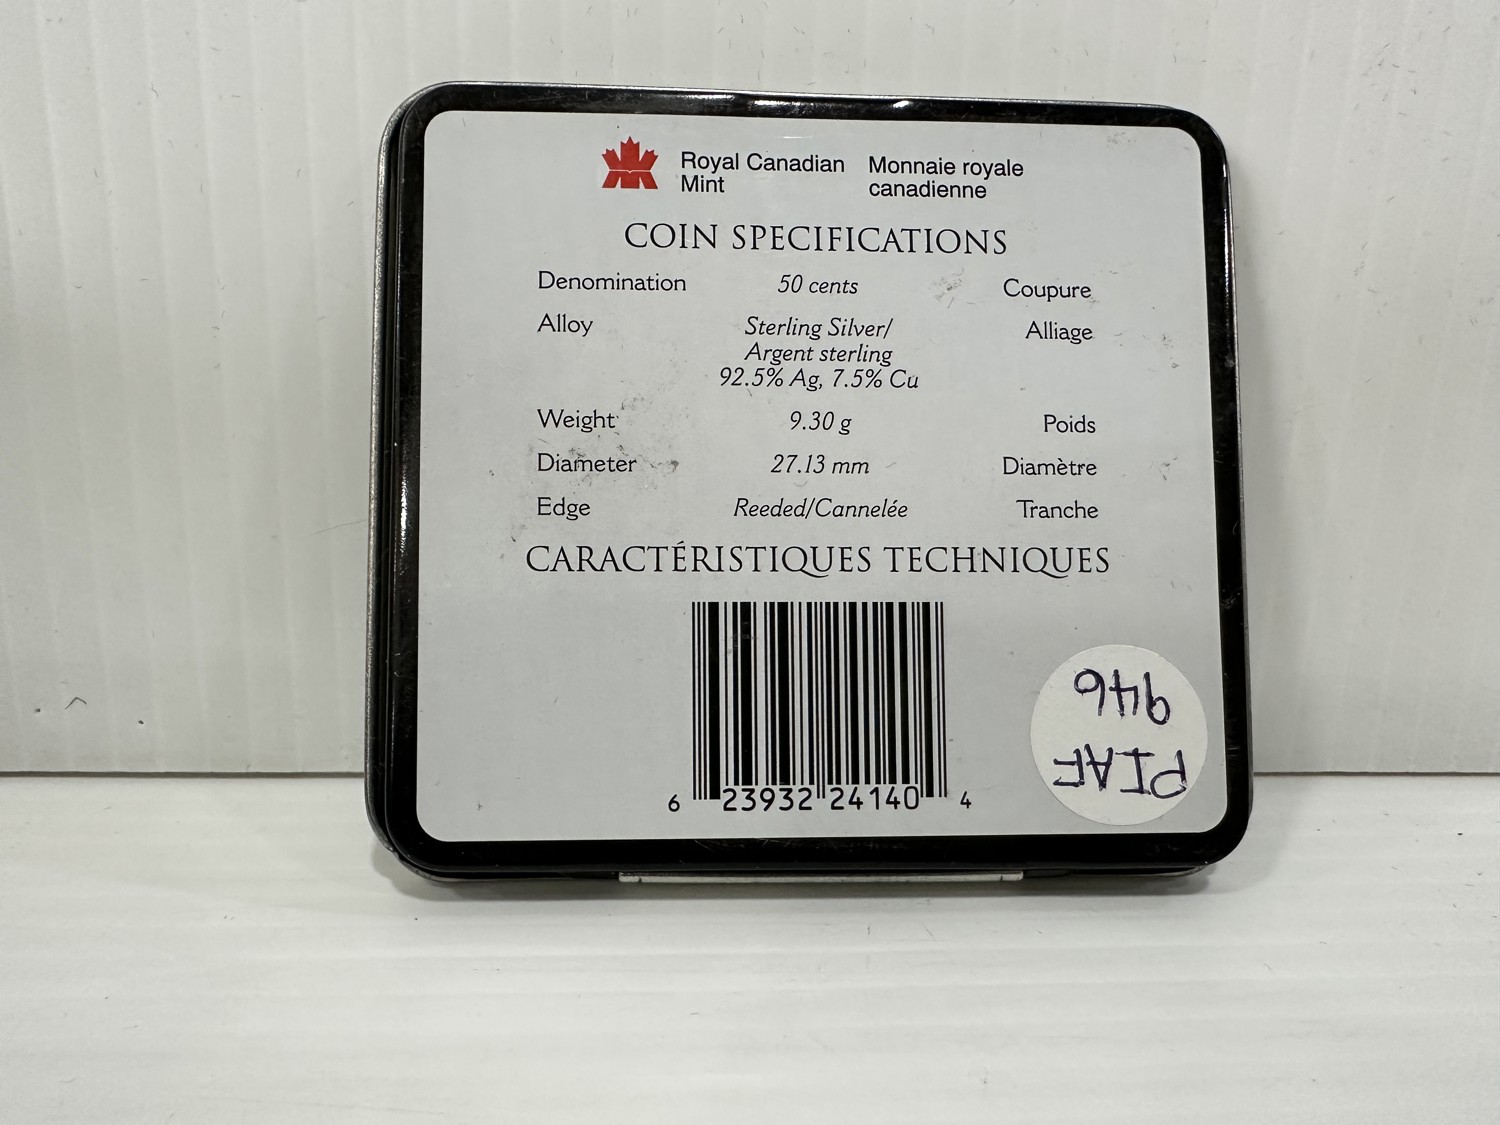 Royal Canadian Mint
Monnaie royale canadienne
COIN SPECIFICATIONS
Denomination 50 cents Coupure
Alloy Sterling Silver/ Alliage
Argent sterling
92.5% Ag, 7.5% Cu
Weight 9.30 g Poids
Diameter 27.13 mm Diamètre
Edge Reeded/Cannelée Tranche
CARACTÉRISTIQUES TECHNIQUES
6 23932 24140 4
PIAF
946